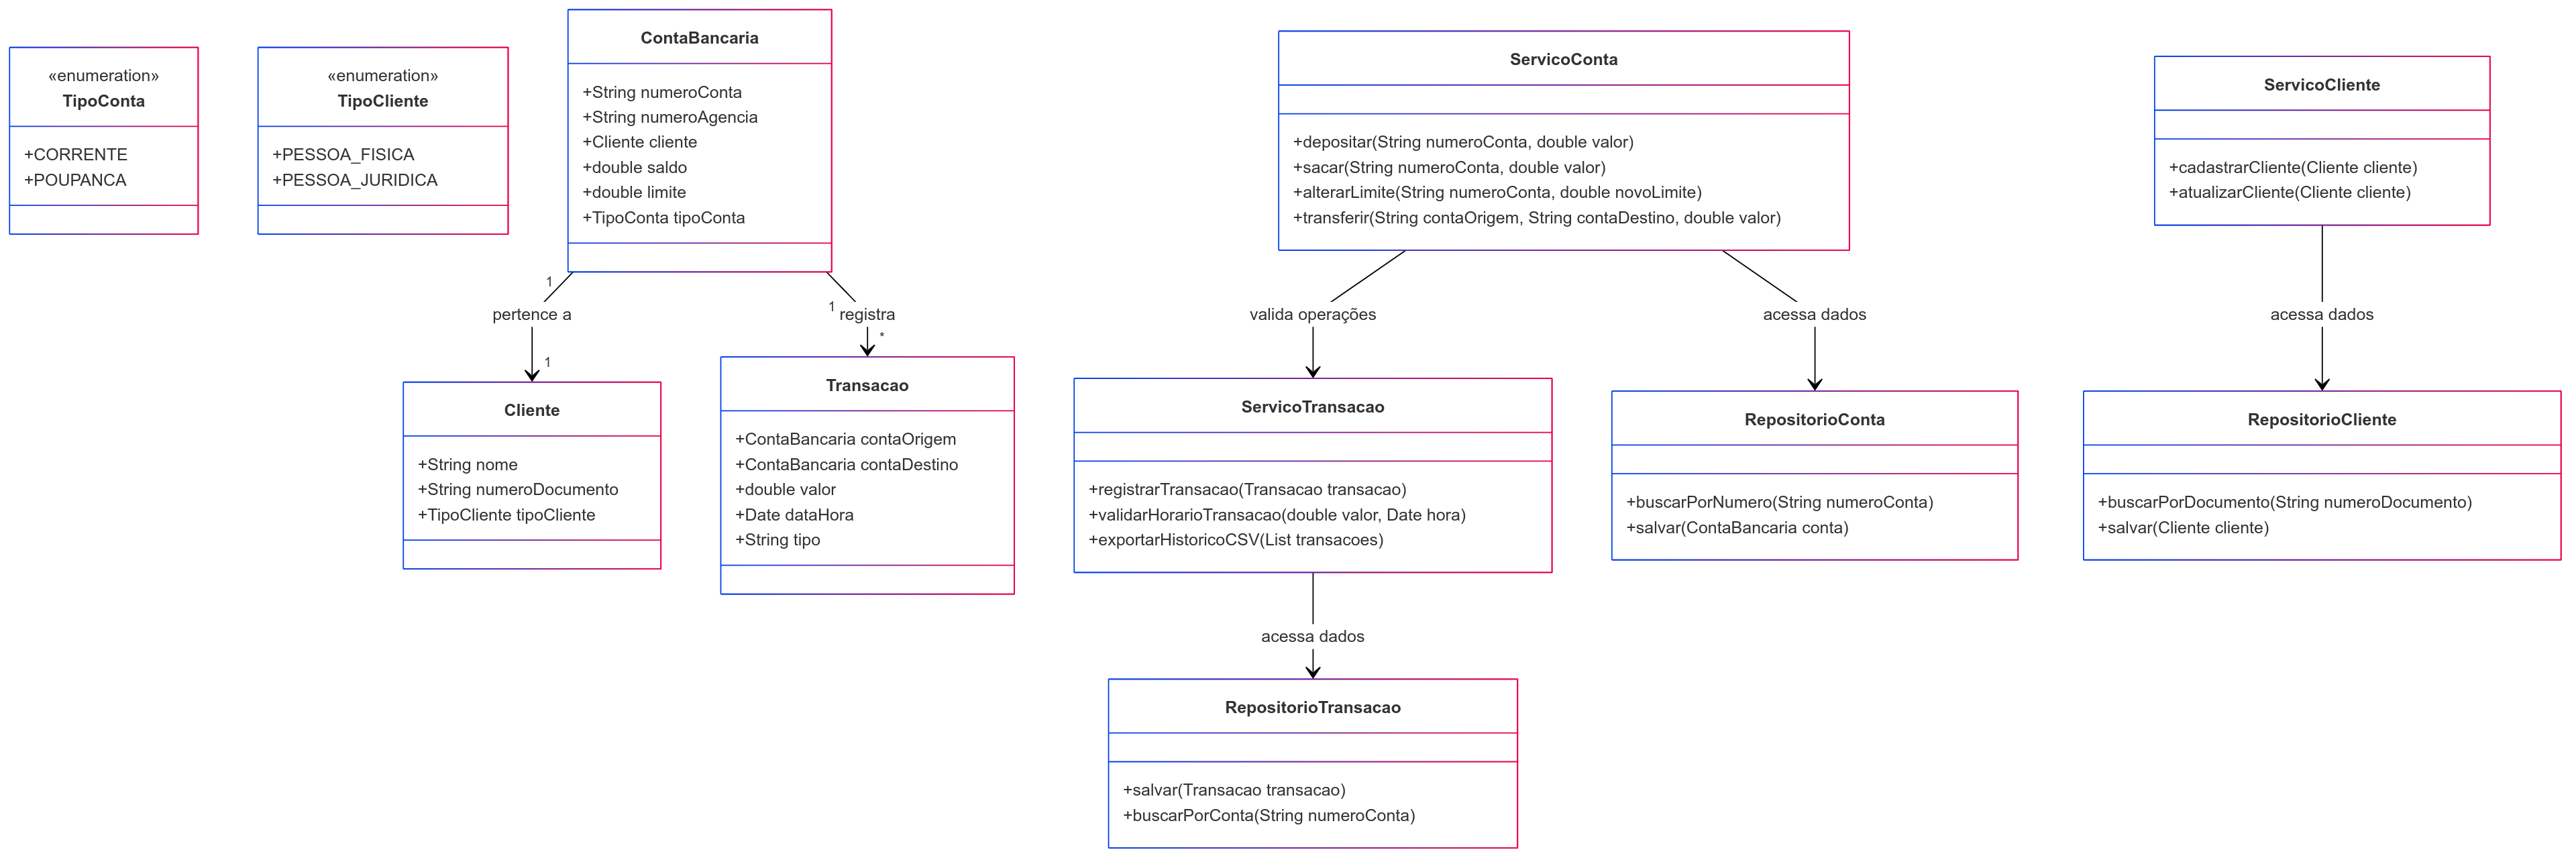 «enumeration»
TipoConta
+CORRENTE
+POUPANCA
«enumeration»
TipoCliente
+PESSOA_FISICA
+PESSOA_JURIDICA
ContaBancaria
+String numeroConta
+String numeroAgencia
+Cliente cliente
+double saldo
+double limite
+TipoConta tipoConta
ServicoConta
+depositar(String numeroConta, double valor)
+sacar(String numeroConta, double valor)
+alterarLimite(String numeroConta, double novoLimite)
+transferir(String contaOrigem, String contaDestino, double valor)
ServicoCliente
+cadastrarCliente(Cliente cliente)
+atualizarCliente(Cliente cliente)
1
pertence a
1
1
registra
*
valida operações
acessa dados
acessa dados
Cliente
+String nome
+String numeroDocumento
+TipoCliente tipoCliente
Transacao
+ContaBancaria contaOrigem
+ContaBancaria contaDestino
+double valor
+Date dataHora
+String tipo
ServicoTransacao
+registrarTransacao(Transacao transacao)
+validarHorarioTransacao(double valor, Date hora)
+exportarHistoricoCSV(List transacoes)
RepositorioConta
+buscarPorNumero(String numeroConta)
+salvar(ContaBancaria conta)
RepositorioCliente
+buscarPorDocumento(String numeroDocumento)
+salvar(Cliente cliente)
acessa dados
RepositorioTransacao
+salvar(Transacao transacao)
+buscarPorConta(String numeroConta)